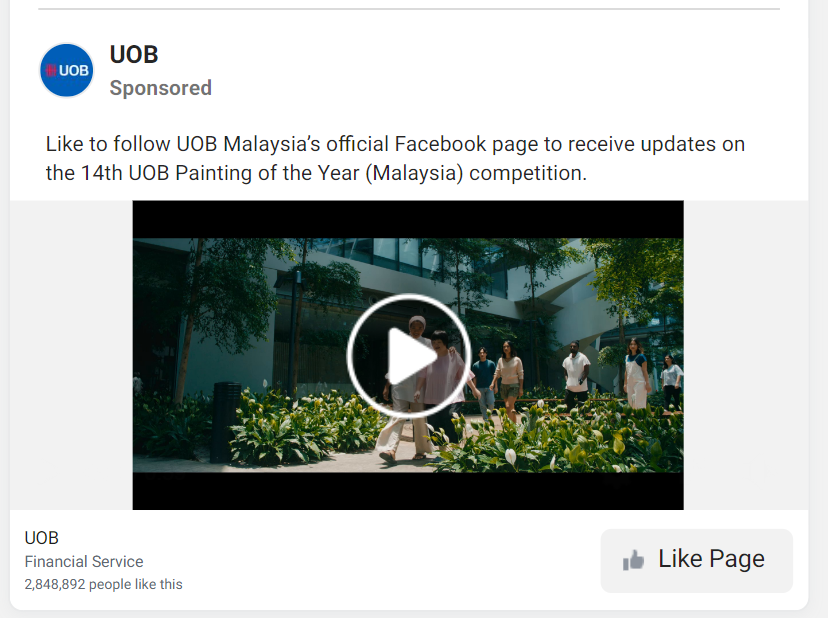 UOB
UOB
Sponsored
Like to follow UOB Malaysia’s official Facebook page to receive updates on
the 14th UOB Painting of the Year (Malaysia) competition.
UOB
Financial Service
2,848,892 people like this
Like Page